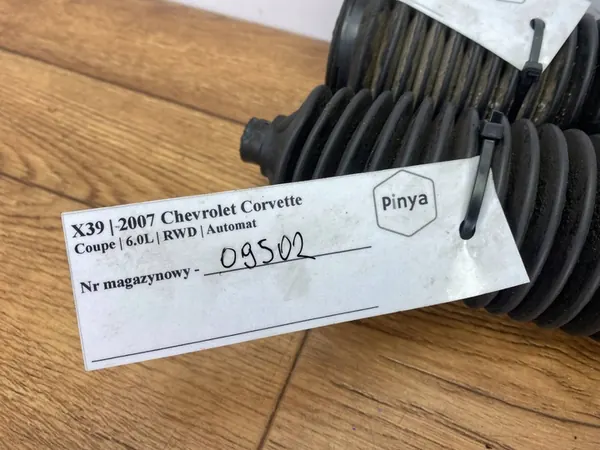 X39 | 2007 Chevrolet Corvette
Coupe | 6.0L | RWD | Automat
Nr magazynowy - 09502
Pinya